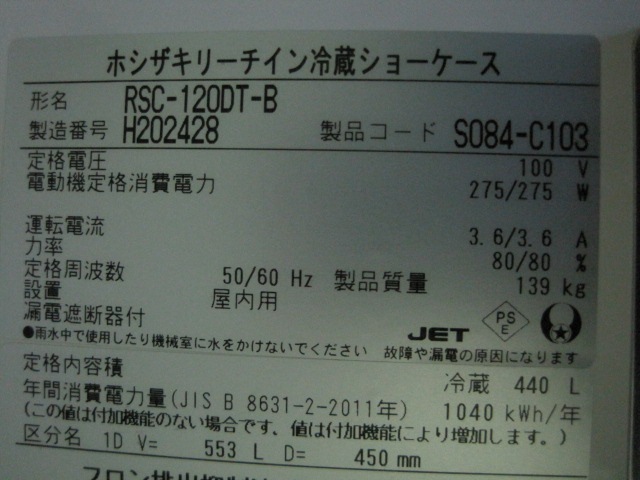 ホシザキリーチイン冷蔵ショーケース
形名 RSC-120DT-B
製造番号 H202428 製品コード S084-C103
定格電圧 100 V
電動機定格消費電力 275/275 W
運転電流 3.6/3.6 A
力率 80/80 %
定格周波数 50/60 Hz 製品質量 139 kg
設置 屋内用
漏電遮断器付
JET PSE
●雨水中で使用したり機械室に水をかけないでください 故障や漏電の原因になります。
定格内容積 冷蔵 440 L
年間消費電力量(JIS B 8631-2-2011年) 1040 kWh/年
(この値は付加機能のない場合です、値は付加機能により増加します。)
区分名 1D V= 553 L D= 450 mm